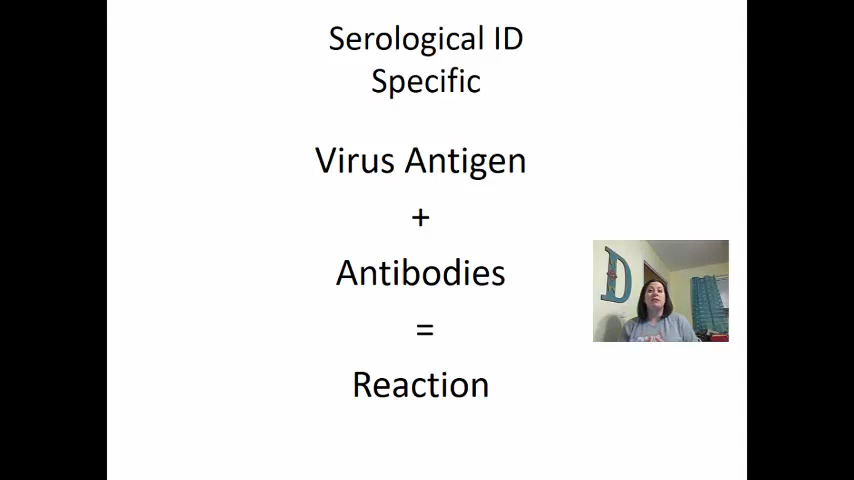 Serological ID
Specific
Virus Antigen
+
Antibodies
=
Reaction
D